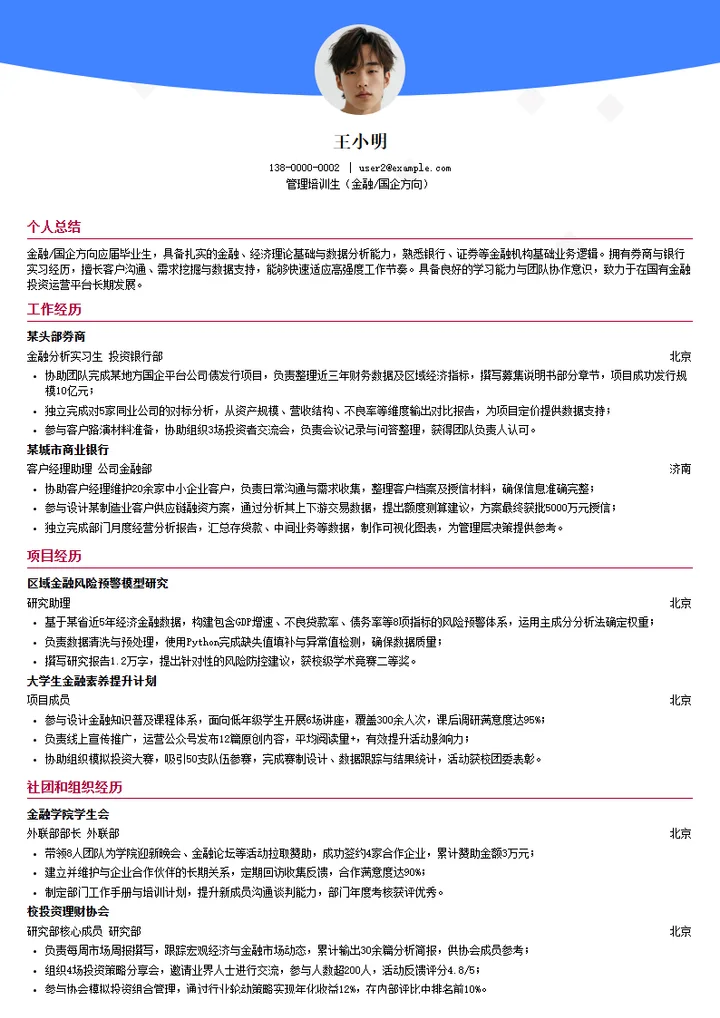 王小明
138-0000-0002 | user2@example.com
管理培训生（金融/国企方向）
个人总结
金融/国企方向应届毕业生，具备扎实的金融、经济理论基础与数据分析能力，熟悉银行、证券等金融机构基础业务逻辑。拥有券商与银行
实习经历，擅长客户沟通、需求挖掘与数据支持，能够快速适应高强度工作节奏。具备良好的学习能力与团队协作意识，致力于在国有金融
投资运营平台长期发展。
工作经历
某头部券商
金融分析实习生 投资银行部 北京
• 协助团队完成某地方国企平台公司债发行项目，负责整理近三年财务数据及区域经济指标，撰写募集说明书部分章节，项目成功发行规
模10亿元；
• 独立完成对5家同业公司的对标分析，从资产规模、营收结构、不良率等维度输出对比报告，为项目定价提供数据支持；
• 参与客户路演材料准备，协助组织3场投资者交流会，负责会议记录与问答整理，获得团队负责人认可。
某城市商业银行
客户经理助理 公司金融部 济南
• 协助客户经理维护20余家中小企业客户，负责日常沟通与需求收集，整理客户档案及授信材料，确保信息准确完整；
• 参与设计某制造业客户供应链融资方案，通过分析其上下游交易数据，提出额度测算建议，方案最终获批5000万元授信；
• 独立完成部门月度经营分析报告，汇总存贷款、中间业务等数据，制作可视化图表，为管理层决策提供参考。
项目经历
区域金融风险预警模型研究
研究助理 北京
• 基于某省近5年经济金融数据，构建包含GDP增速、不良贷款率、债务率等8项指标的风险预警体系，运用主成分分析法确定权重；
• 负责数据清洗与预处理，使用Python完成缺失值填补与异常值检测，确保数据质量；
• 撰写研究报告1.2万字，提出针对性的风险防控建议，获校级学术竞赛二等奖。
大学生金融素养提升计划
项目成员 北京
• 参与设计金融知识普及课程体系，面向低年级学生开展6场讲座，覆盖300余人次，课后调研满意度达95%；
• 负责线上宣传推广，运营公众号发布12篇原创内容，平均阅读量+，有效提升活动影响力；
• 协助组织模拟投资大赛，吸引50支队伍参赛，完成赛制设计、数据跟踪与结果统计，活动获校团委表彰。
社团和组织经历
金融学院学生会
外联部部长 外联部 北京
• 带领8人团队为学院迎新晚会、金融论坛等活动拉取赞助，成功签约4家合作企业，累计赞助金额3万元；
• 建立并维护与企业合作伙伴的长期关系，定期回访收集反馈，合作满意度达90%；
• 制定部门工作手册与培训计划，提升新成员沟通谈判能力，部门年度考核获评优秀。
校投资理财协会
研究部核心成员 研究部 北京
• 负责每周市场周报撰写，跟踪宏观经济与金融市场动态，累计输出30余篇分析简报，供协会成员参考；
• 组织4场投资策略分享会，邀请业界人士进行交流，参与人数超200人，活动反馈评分4.8/5；
• 参与协会模拟投资组合管理，通过行业轮动策略实现年化收益12%，在内部评比中排名前10%。